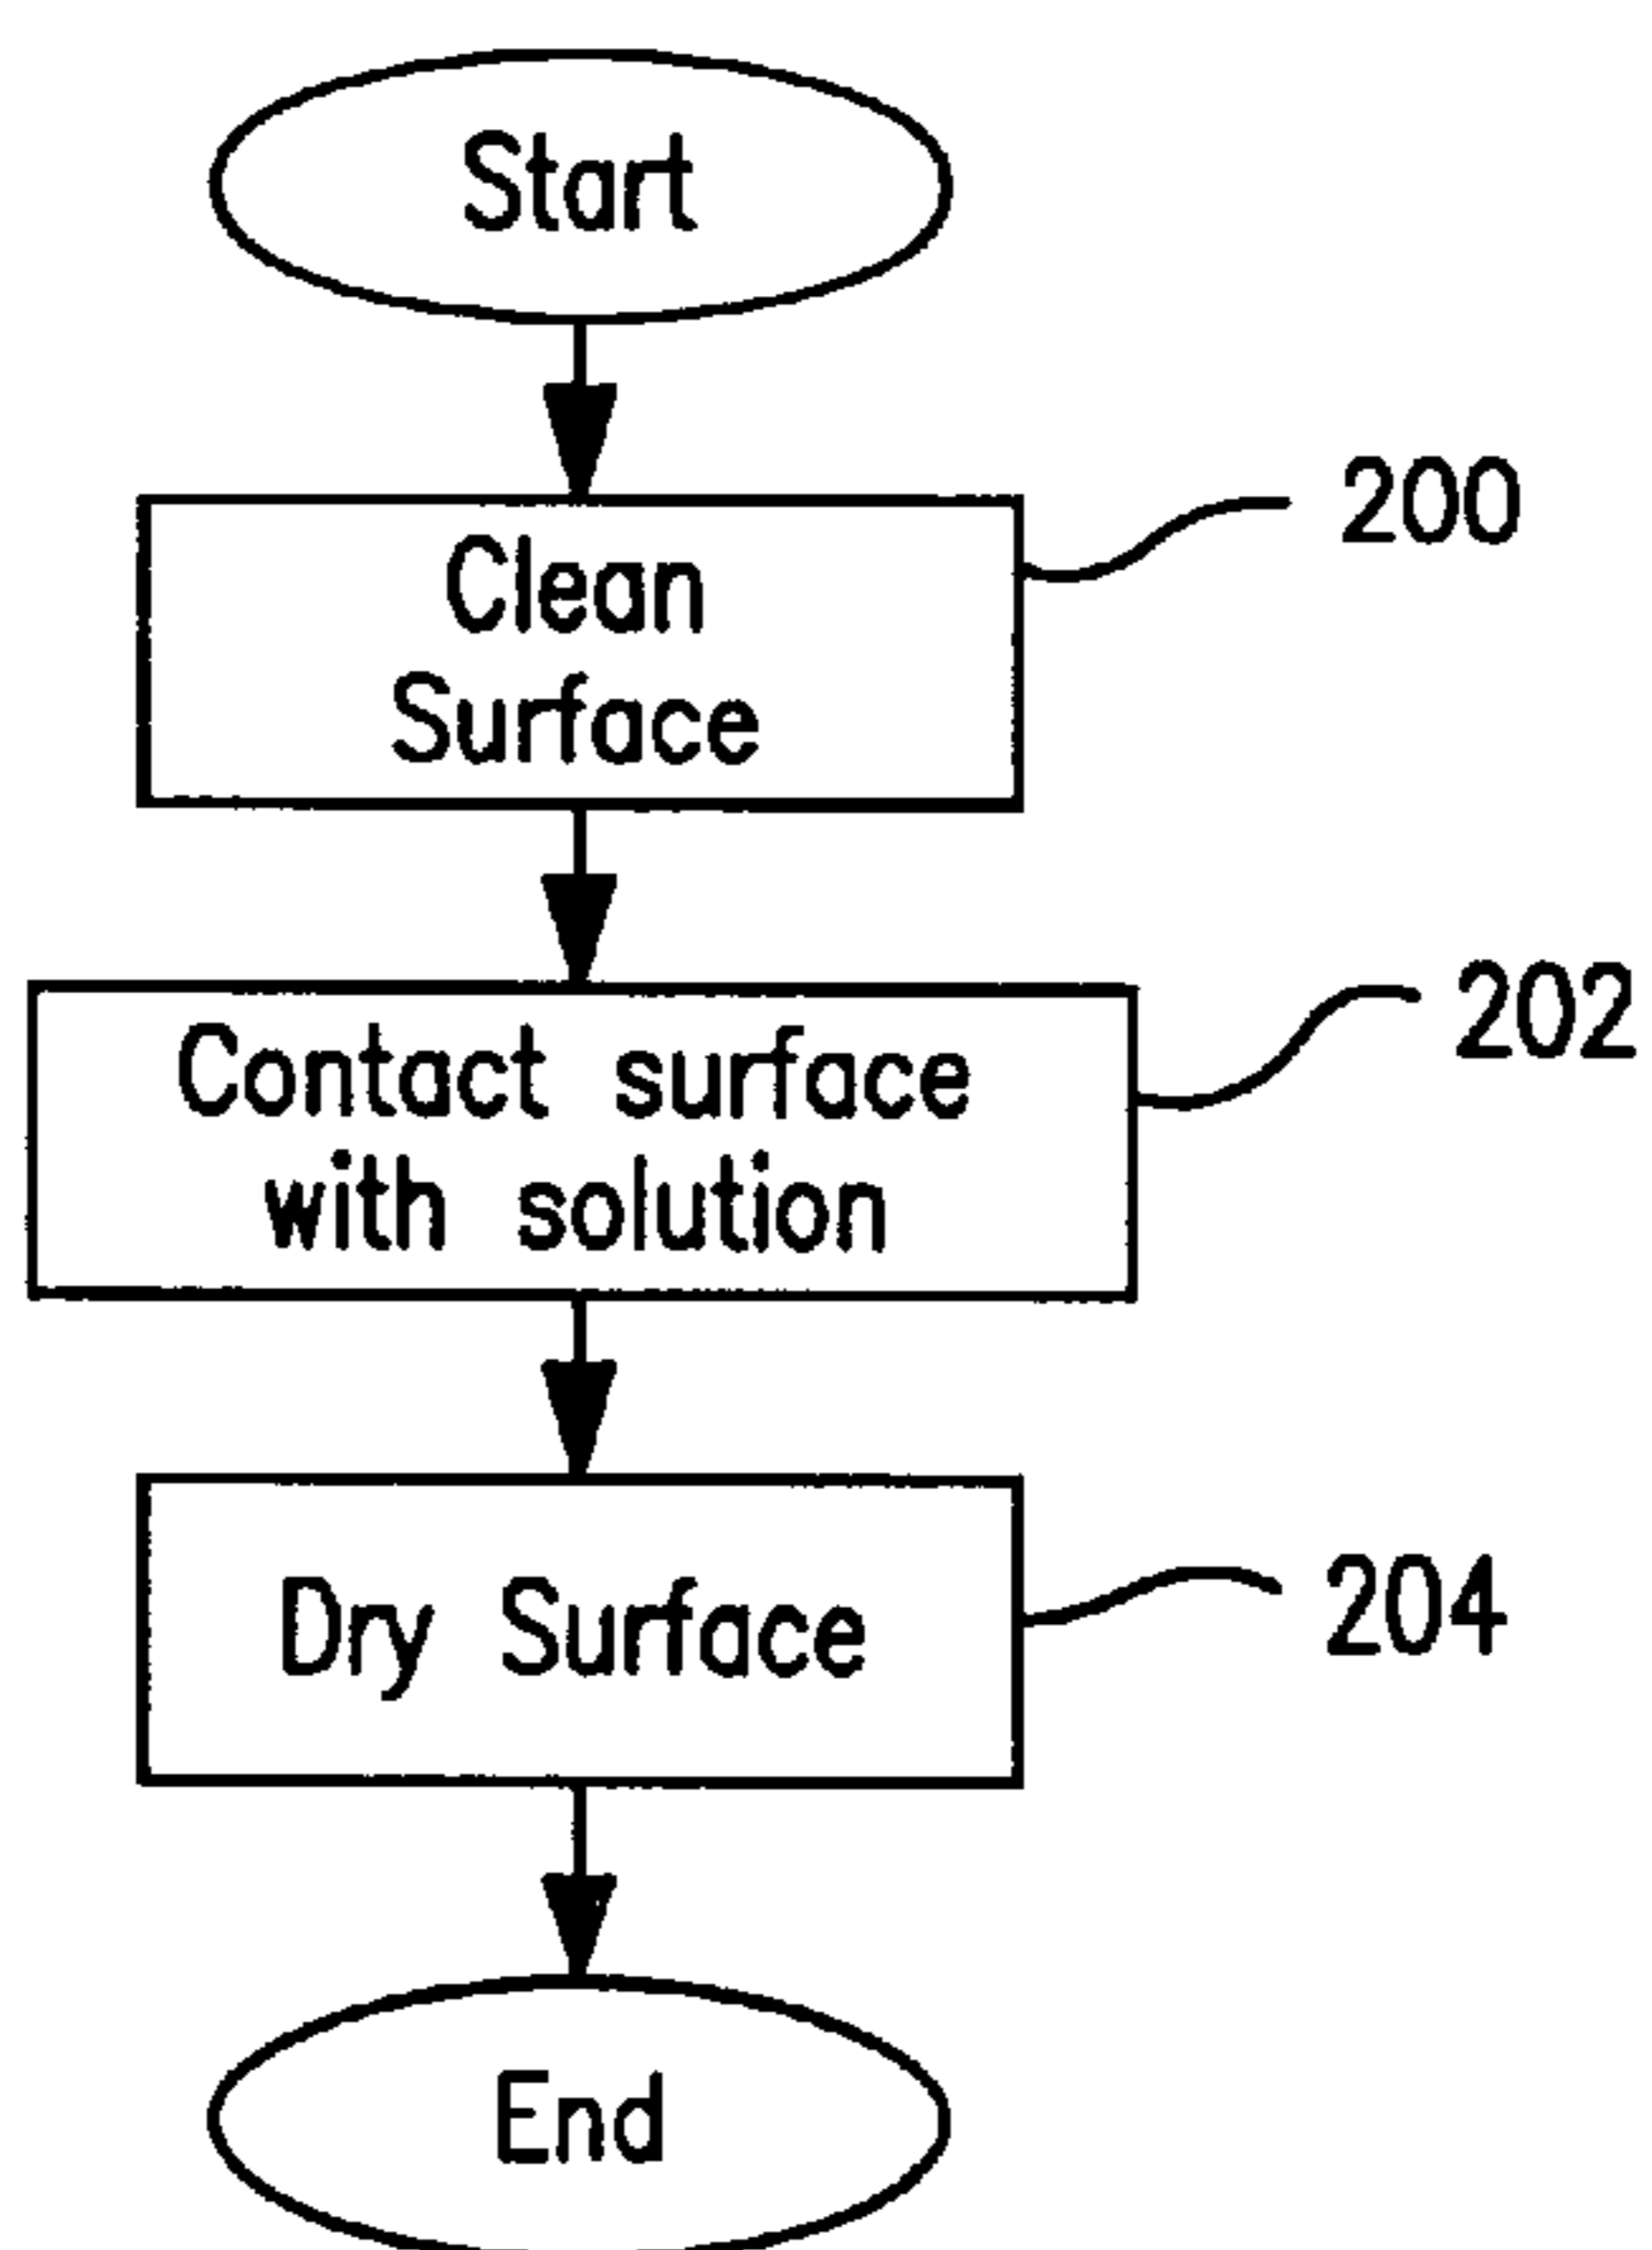 Start
200
Clean
Surface
202
Contact surface
with solution
204
Dry Surface
End